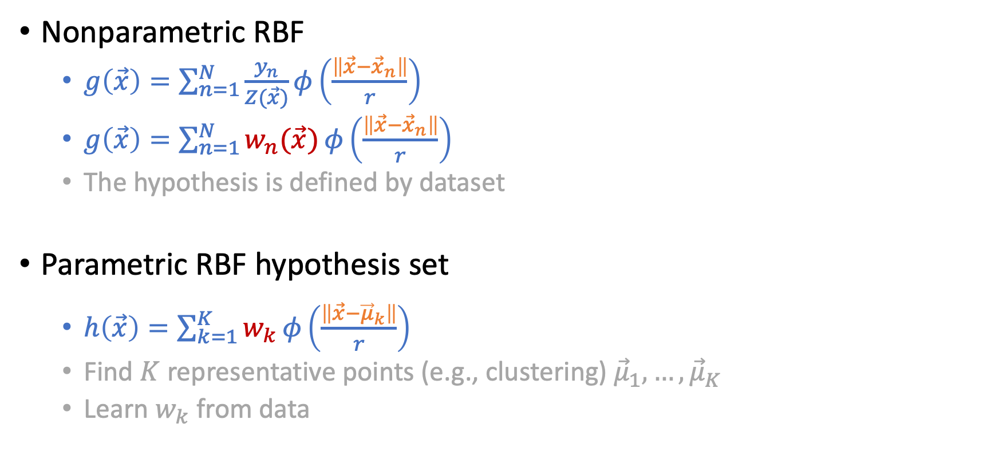 • Nonparametric RBF
• $g(\vec{x}) = \sum_{n=1}^{N} \frac{y_n}{Z(\vec{x})} \phi\left(\frac{\|\vec{x}-\vec{x}_n\|}{r}\right)$
• $g(\vec{x}) = \sum_{n=1}^{N} w_n(\vec{x}) \phi\left(\frac{\|\vec{x}-\vec{x}_n\|}{r}\right)$
• The hypothesis is defined by dataset
• Parametric RBF hypothesis set
• $h(\vec{x}) = \sum_{k=1}^{K} w_k \phi\left(\frac{\|\vec{x}-\vec{\mu}_k\|}{r}\right)$
• Find $K$ representative points (e.g., clustering) $\vec{\mu}_1, \ldots, \vec{\mu}_K$
• Learn $w_k$ from data